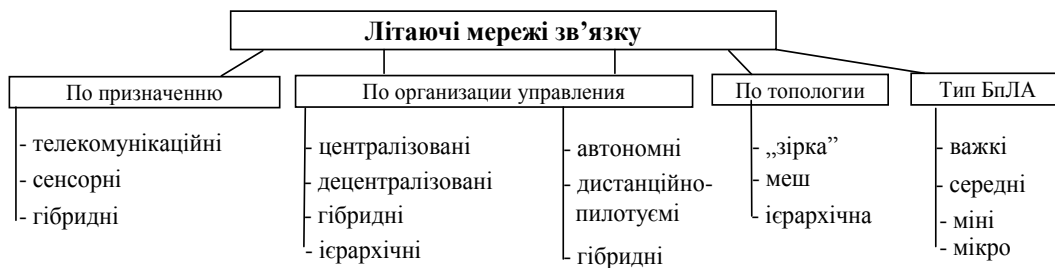 Літаючі мережі зв’язку
По призначенню
- телекомунікаційні
- сенсорні
- гібридні
По организации управления
- централізовані
- децентралізовані
- гібридні
- ієрархічні
- автономні
- дистанційно-
пилотуємі
- гібридні
По топологии
- „зірка”
- меш
- ієрархічна
Тип БпЛА
- важкі
- середні
- міні
- мікро